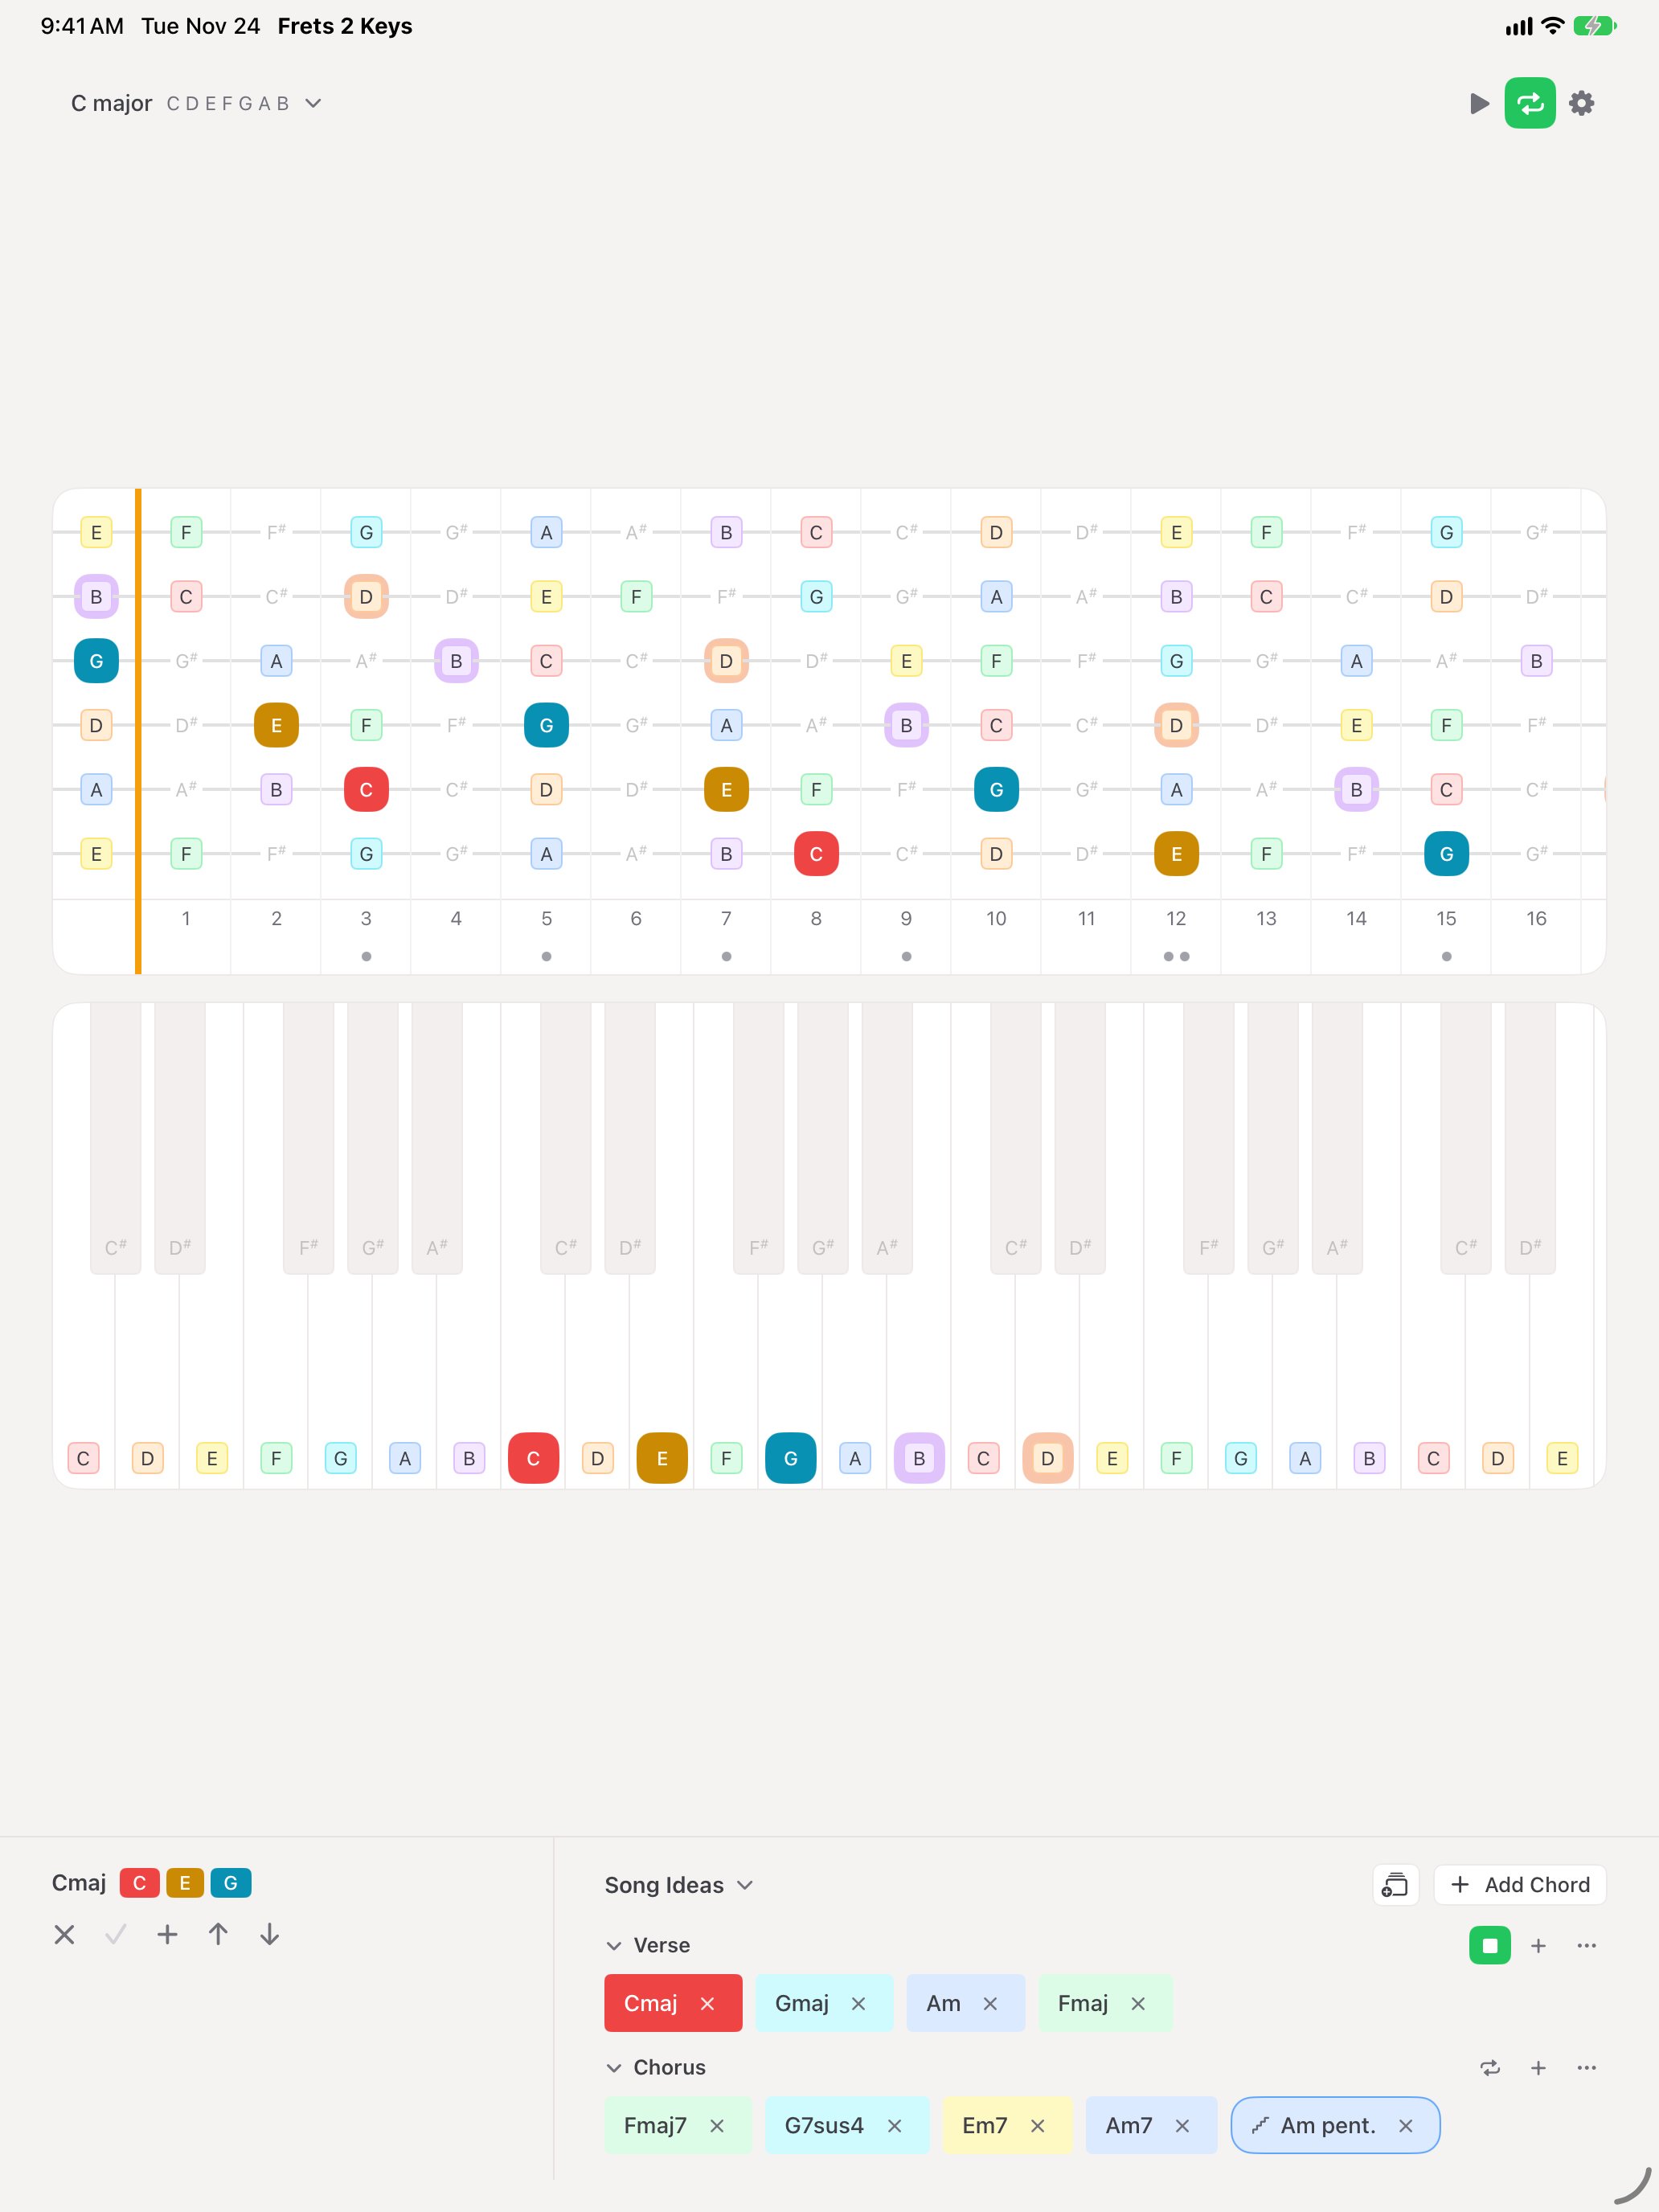 9:41 AM Tue Nov 24 Frets 2 Keys
C major C D E F G A B
E F F# G G# A A# B C C# D D# E F F# G G#
B C C# D D# E F F# G G# A A# B C C# D D#
G G# A A# B C C# D D# E F F# G G# A A# B
D D# E F F# G G# A A# B C C# D D# E F F#
A A# B C C# D D# E F F# G G# A A# B C C#
E F F# G G# A A# B C C# D D# E F F# G G#
1 2 3 4 5 6 7 8 9 10 11 12 13 14 15 16
C# D# F# G# A# C# D# F# G# A# C# D# F# G# A# C# D#
C D E F G A B C D E F G A B C D E F G A B C D E
Cmaj C E G
Song Ideas
+ Add Chord
Verse
Cmaj Gmaj Am Fmaj
Chorus
Fmaj7 G7sus4 Em7 Am7 Am pent.